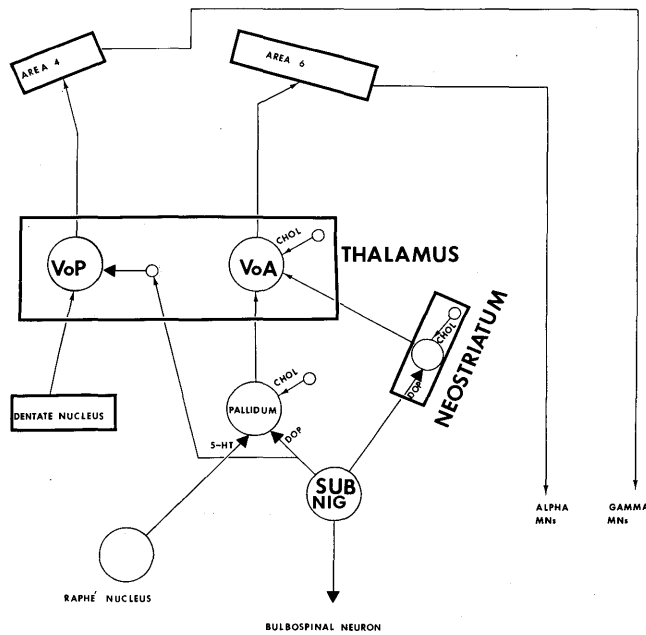 AREA 4
AREA 6
CHOL
VoP
VoA
THALAMUS
CHOL
DOP
NEOSTRIATUM
DENTATE NUCLEUS
CHOL
PALLIDUM
5-HT
DOP
SUB
NIG
ALPHA
MNs
GAMMA
MNs
RAPHÉ NUCLEUS
BULBOSPINAL NEURON